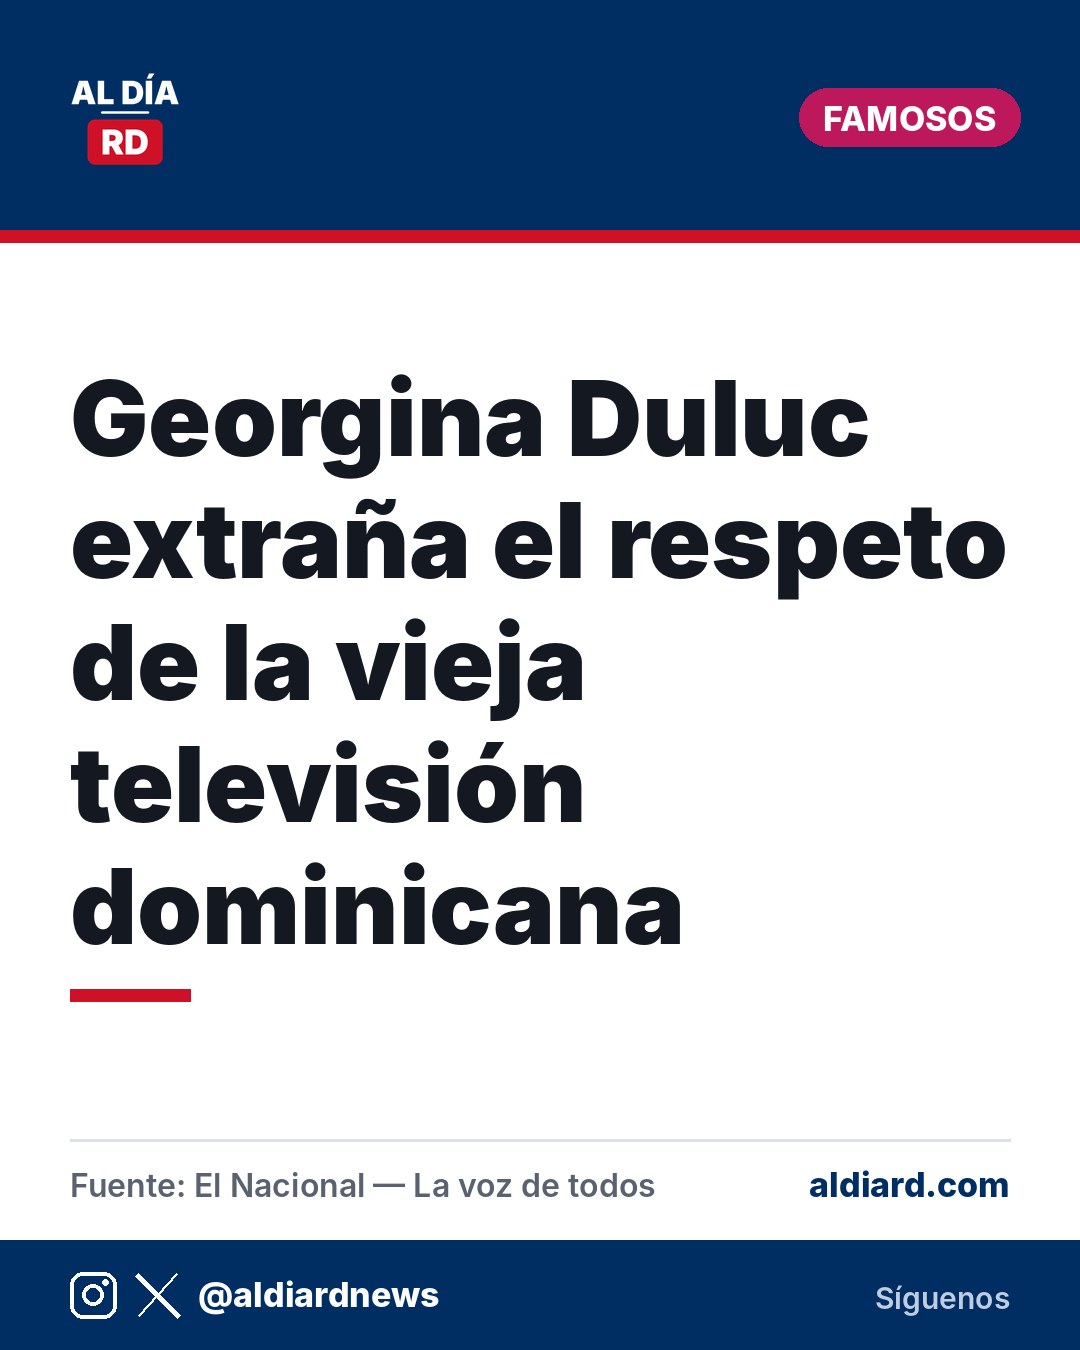 AL DÍA
RD
FAMOSOS
Georgina Duluc
extraña el respeto
de la vieja
televisión
dominicana
Fuente: El Nacional — La voz de todos
aldiard.com
@aldiardnews
Síguenos